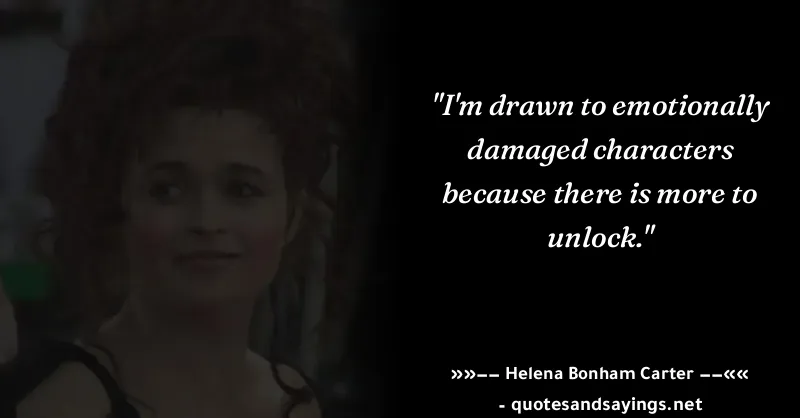 "I'm drawn to emotionally
damaged characters
because there is more to
unlock."
»»–– Helena Bonham Carter ––««
- quotesandsayings.net